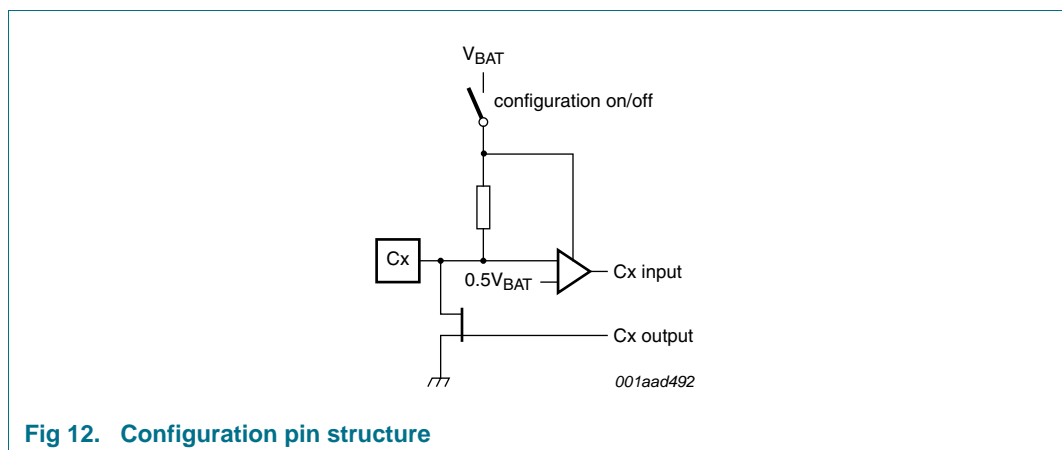 VBAT
configuration on/off
Cx
0.5VBAT
Cx input
Cx output
001aad492
Fig 12. Configuration pin structure